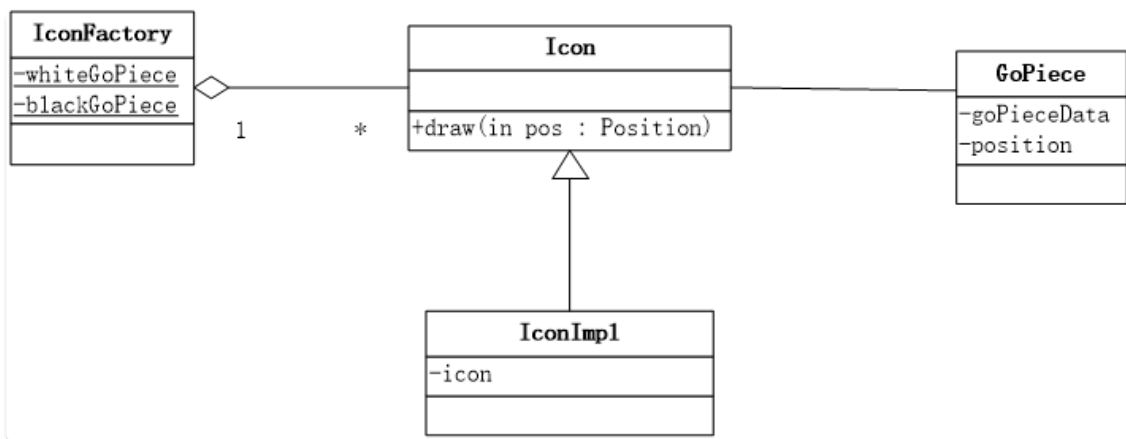 IconFactory
-whiteGoPiece
-blackGoPiece
1
*
Icon
+draw(in pos : Position)
GoPiece
-goPieceData
-position
IconImpl
-icon